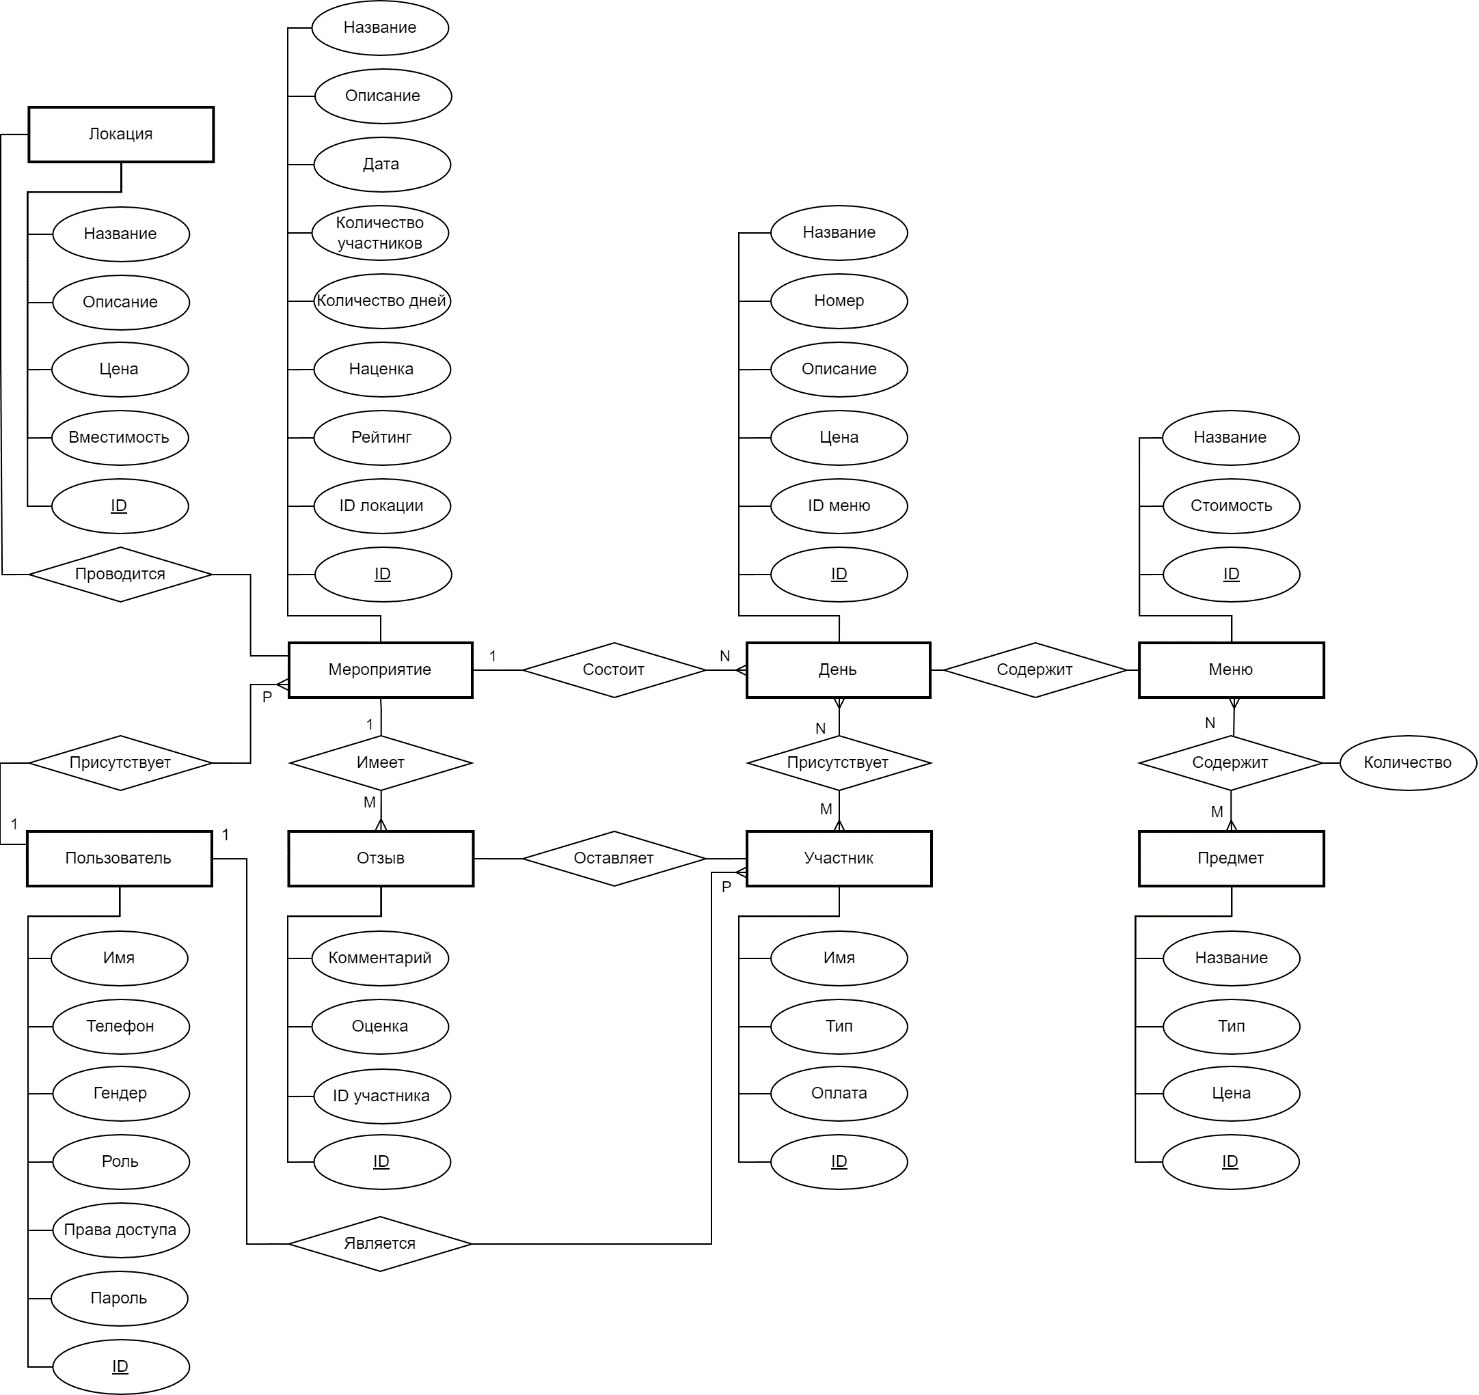 Название
Описание
Дата
Количество
участников
Количество дней
Наценка
Рейтинг
ID локации
ID
Локация
Название
Описание
Цена
Вместимость
ID
Проводится
Название
Номер
Описание
Цена
ID меню
ID
Название
Стоимость
ID
Мероприятие
1
Состоит
N
День
Содержит
Меню
P
1
N
N
Присутствует
Имеет
Присутствует
Содержит
Количество
M
M
M
1
1
Пользователь
Отзыв
Оставляет
Участник
Предмет
P
Имя
Телефон
Гендер
Роль
Права доступа
Пароль
ID
Комментарий
Оценка
ID участника
ID
Является
Имя
Тип
Оплата
ID
Название
Тип
Цена
ID